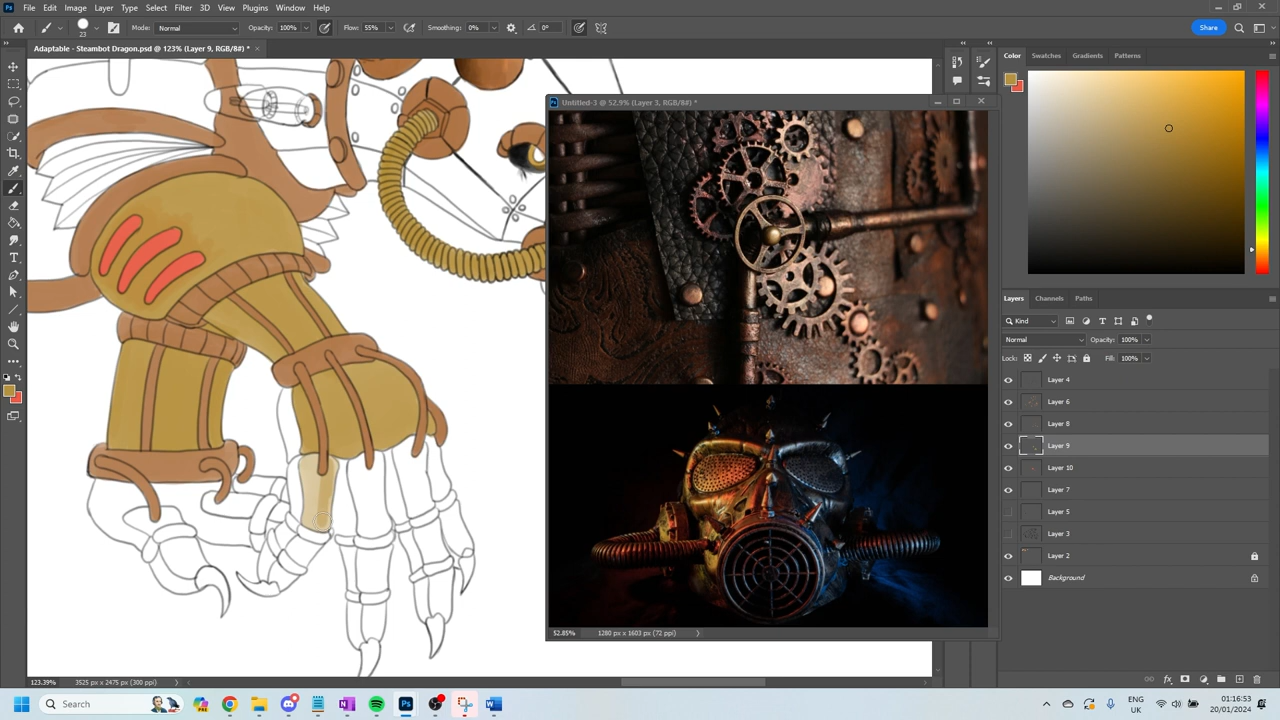 File Edit Image Layer Type Select Filter 3D View Plugins Window Help
23 Mode: Normal Opacity: 100% Flow: 55% Smoothing: 0% 0° Share
Adaptable - Steambot Dragon.psd @ 123% (Layer 9, RGB/8#) *
Untitled-3 @ 52.9% (Layer 3, RGB/8#) *
Color Swatches Gradients Patterns
Layers Channels Paths
Kind
Normal Opacity: 100%
Lock: Fill: 100%
Layer 4
Layer 6
Layer 8
Layer 9
Layer 10
Layer 7
Layer 5
Layer 3
Layer 2
Background
52.85% 1280 px x 1603 px (72 ppi)
123.39% 3525 px x 2475 px (300 ppi)
Search
ENG
UK
01:16:53
20/01/2024